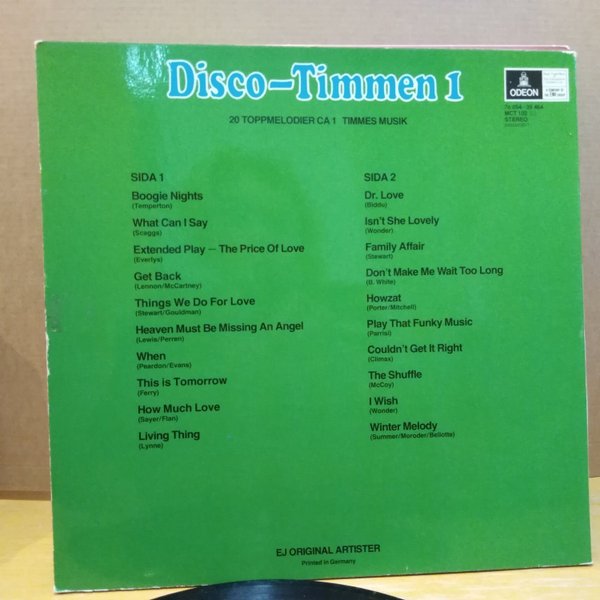 Disco-Timmen 1
ODEON
20 TOPPMELODIER CA 1 TIMMES MUSIK
MCT 102
STEREO
SIDA 1
Boogie Nights
(Temperton)
What Can I Say
(Scaggs)
Extended Play — The Price Of Love
(Everlys)
Get Back
(Lennon/McCartney)
Things We Do For Love
(Stewart/Gouldman)
Heaven Must Be Missing An Angel
(Lewis/Perren)
When
(Peardon/Evans)
This is Tomorrow
(Ferry)
How Much Love
(Sayer/Flan)
Living Thing
(Lynne)
SIDA 2
Dr. Love
(Biddu)
Isn't She Lovely
(Wonder)
Family Affair
(Stewart)
Don't Make Me Wait Too Long
(B. White)
Howzat
(Porter/Mitchell)
Play That Funky Music
(Parrisi)
Couldn't Get It Right
(Climax)
The Shuffle
(McCoy)
I Wish
(Wonder)
Winter Melody
(Summer/Moroder/Bellotte)
EJ ORIGINAL ARTISTER
Printed in Germany